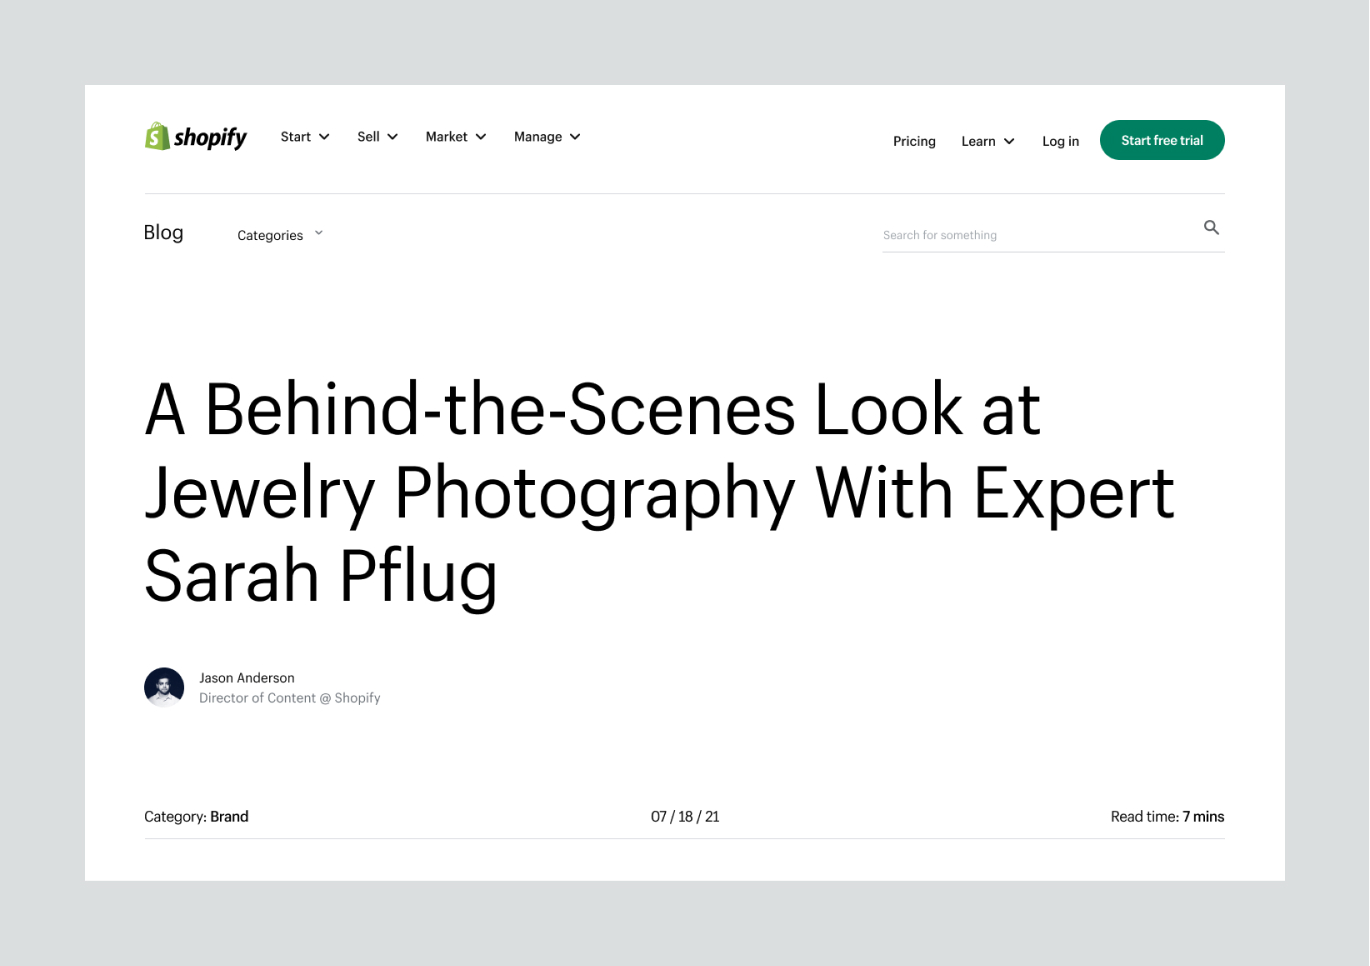 shopify Start Sell Market Manage Pricing Learn Log in Start free trial
Blog Categories Search for something
A Behind-the-Scenes Look at
Jewelry Photography With Expert
Sarah Pflug
Jason Anderson
Director of Content @ Shopify
Category: Brand 07 / 18 / 21 Read time: 7 mins